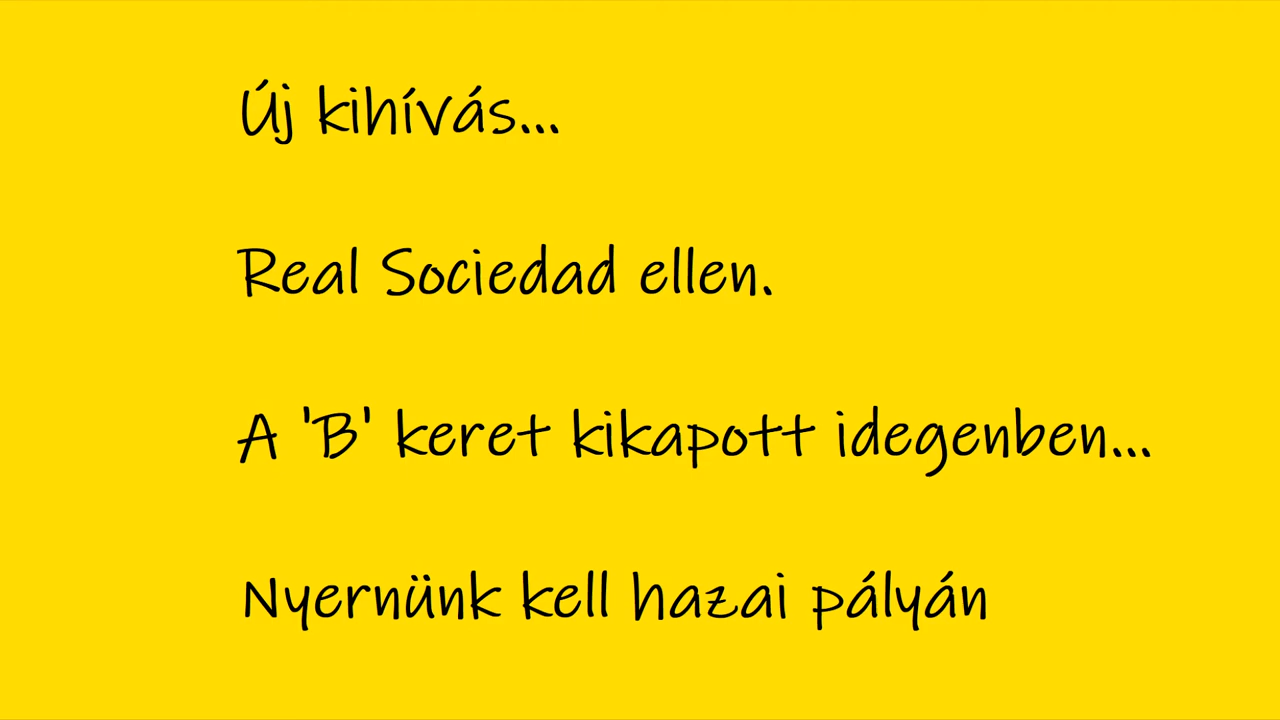 Új kihívás...
Real Sociedad ellen.
A 'B' keret kikapott idegenben...
Nyernünk kell hazai pályán